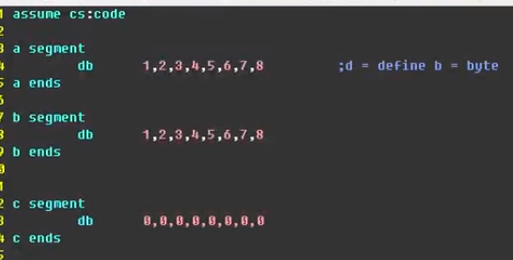 1 assume cs:code
2
3 a segment
4 db 1,2,3,4,5,6,7,8 ;d = define b = byte
5 a ends
6
7 b segment
8 db 1,2,3,4,5,6,7,8
9 b ends
0
1
2 c segment
3 db 0,0,0,0,0,0,0,0
4 c ends
5